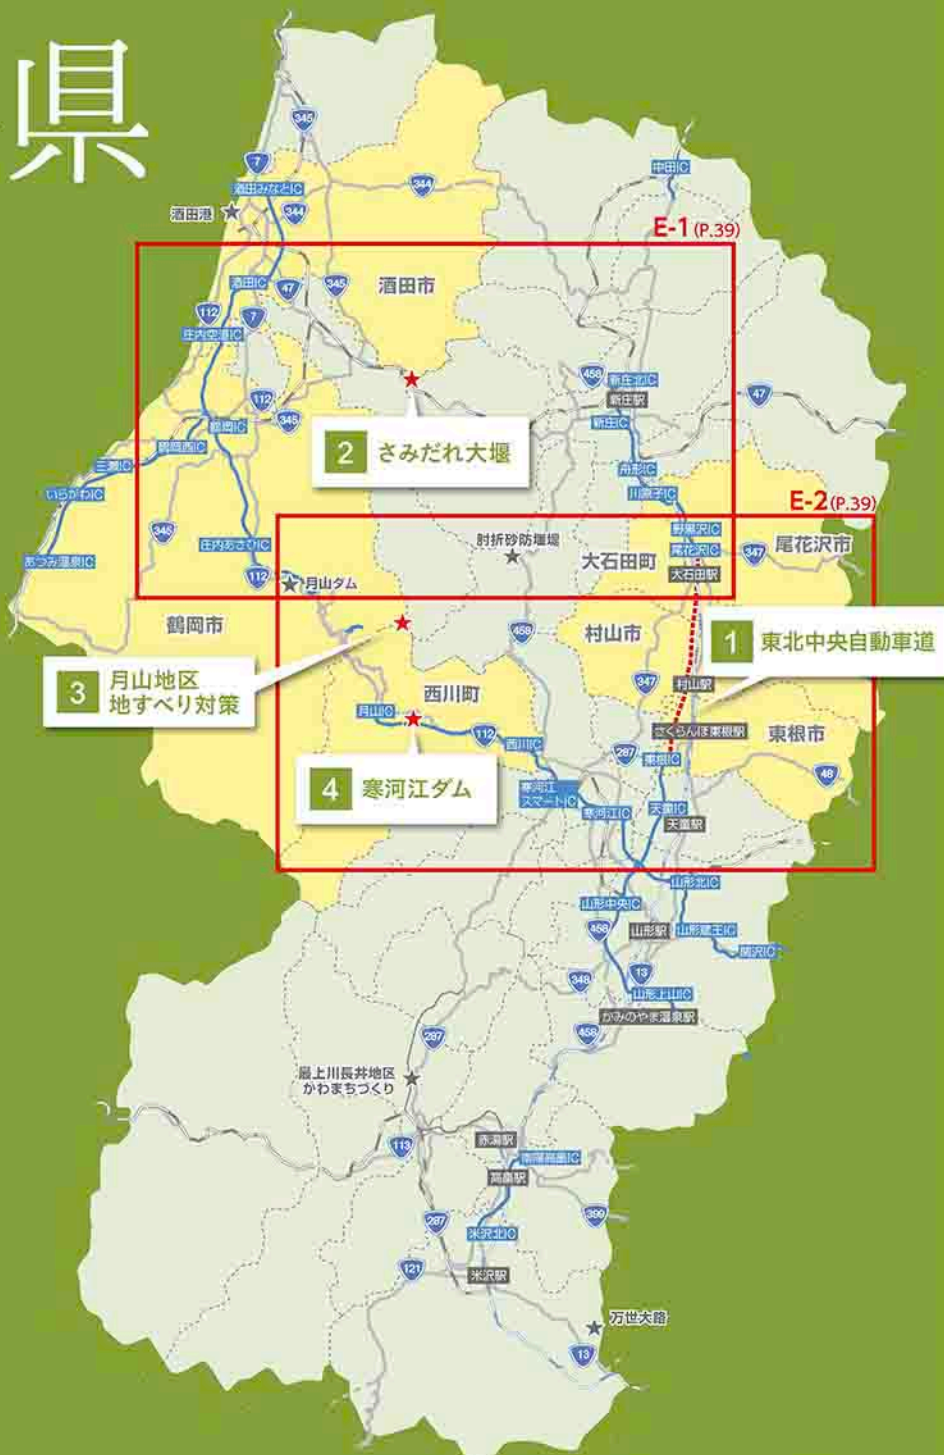 県
345
7
酒田みなとIC
344
344
酒田港
中田IC
E-1(P.39)
酒田IC
47
345
酒田市
112
7
庄内空港IC
458
新庄北IC
新庄駅
47
112
345
鶴岡IC
新庄IC
2 さみだれ大堰
鶴岡西IC
三瀬IC
舟形IC
いらがわIC
川原子IC
E-2(P.39)
345
庄内あさひIC
肘折砂防堰堤
野黒沢IC
尾花沢IC
347
尾花沢市
大石田町
大石田駅
あつみ温泉IC
112
月山ダム
鶴岡市
458
村山市
1 東北中央自動車道
3 月山地区
地すべり対策
西川町
347
村山駅
月山IC
112
西川IC
さくらんぼ東根駅
東根市
287
東根IC
48
4 寒河江ダム
寒河江
スマートIC
寒河江IC
天童IC
天童駅
山形北IC
山形中央IC
458
山形駅
山形蔵王IC
関沢IC
348
13
山形上山IC
かみのやま温泉駅
287
458
最上川長井地区
かわまちづくり
113
赤湯駅
南陽高畠IC
高畠駅
287
399
米沢北IC
121
米沢駅
万世大路
13